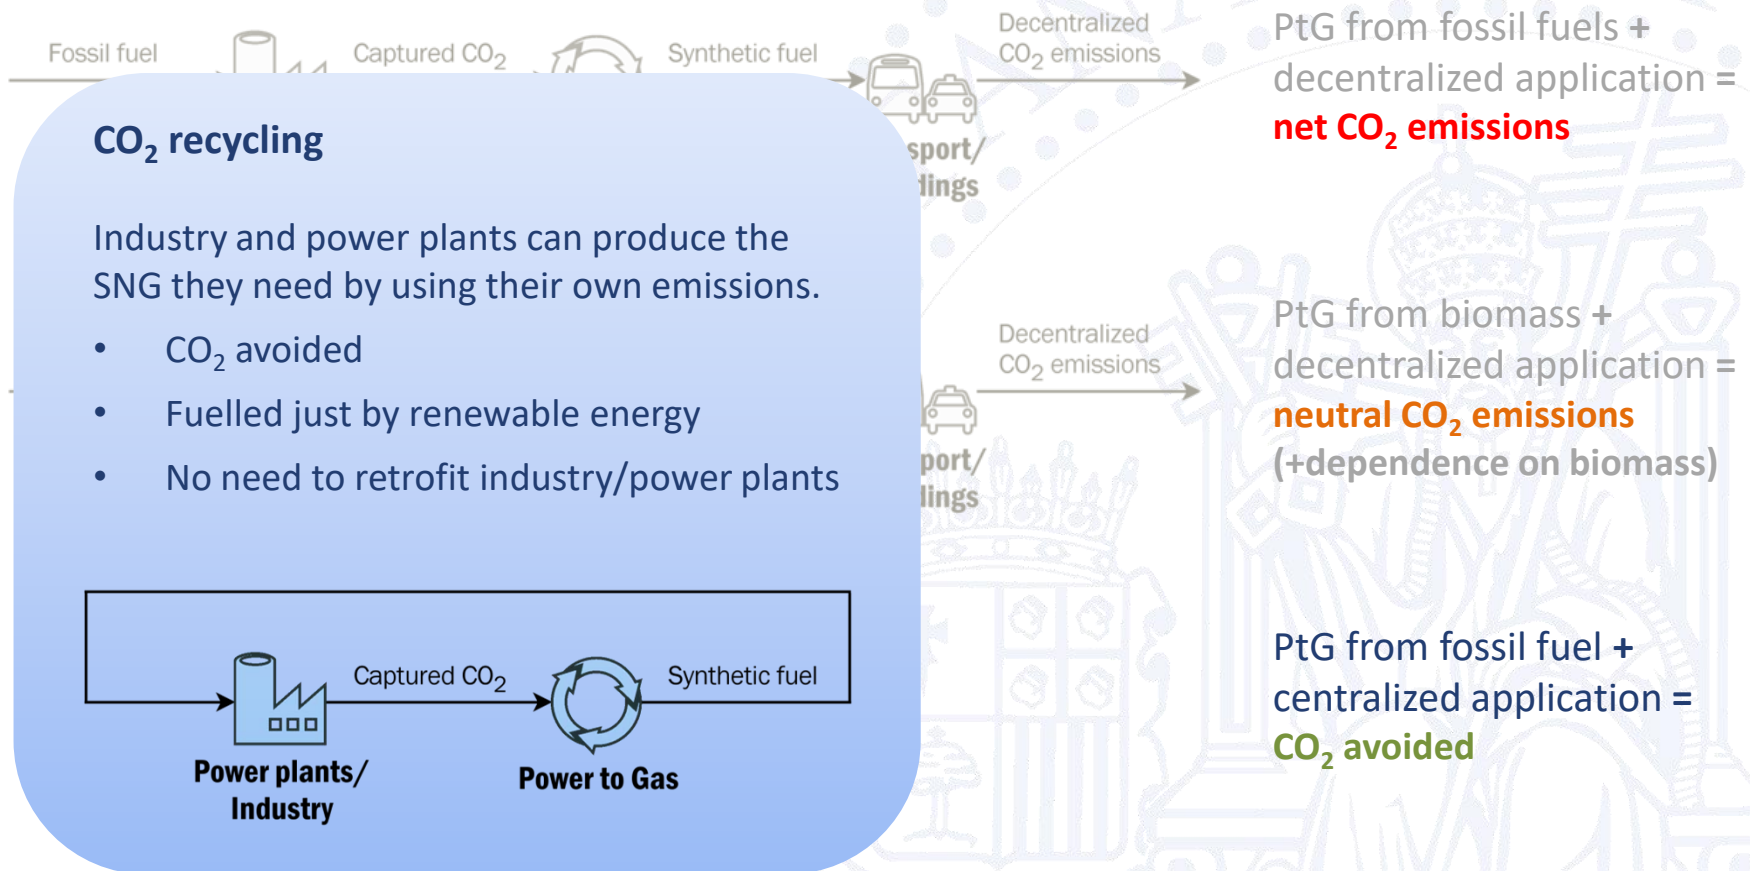 Fossil fuel
Captured CO₂
Synthetic fuel
Decentralized
CO₂ emissions
PtG from fossil fuels +
decentralized application =
net CO₂ emissions
sport/
dings
CO₂ recycling
Industry and power plants can produce the
SNG they need by using their own emissions.
• CO₂ avoided
• Fuelled just by renewable energy
• No need to retrofit industry/power plants
Decentralized
CO₂ emissions
port/
dings
PtG from biomass +
decentralized application =
neutral CO₂ emissions
(+dependence on biomass)
Captured CO₂
Synthetic fuel
Power plants/
Industry
Power to Gas
PtG from fossil fuel +
centralized application =
CO₂ avoided